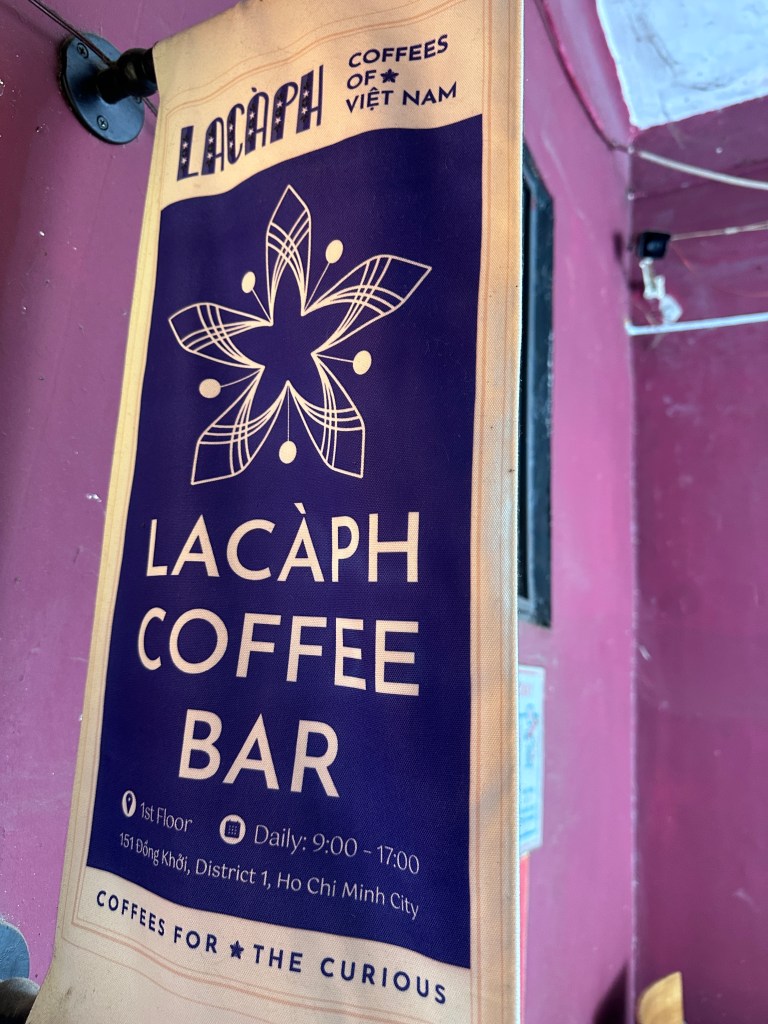 LACÀPH
COFFEES
OF
VIỆT NAM
LACÀPH
COFFEE
BAR
1st Floor
Daily: 9:00 - 17:00
151 Đồng Khởi, District 1, Ho Chi Minh City
COFFEES FOR ★ THE CURIOUS